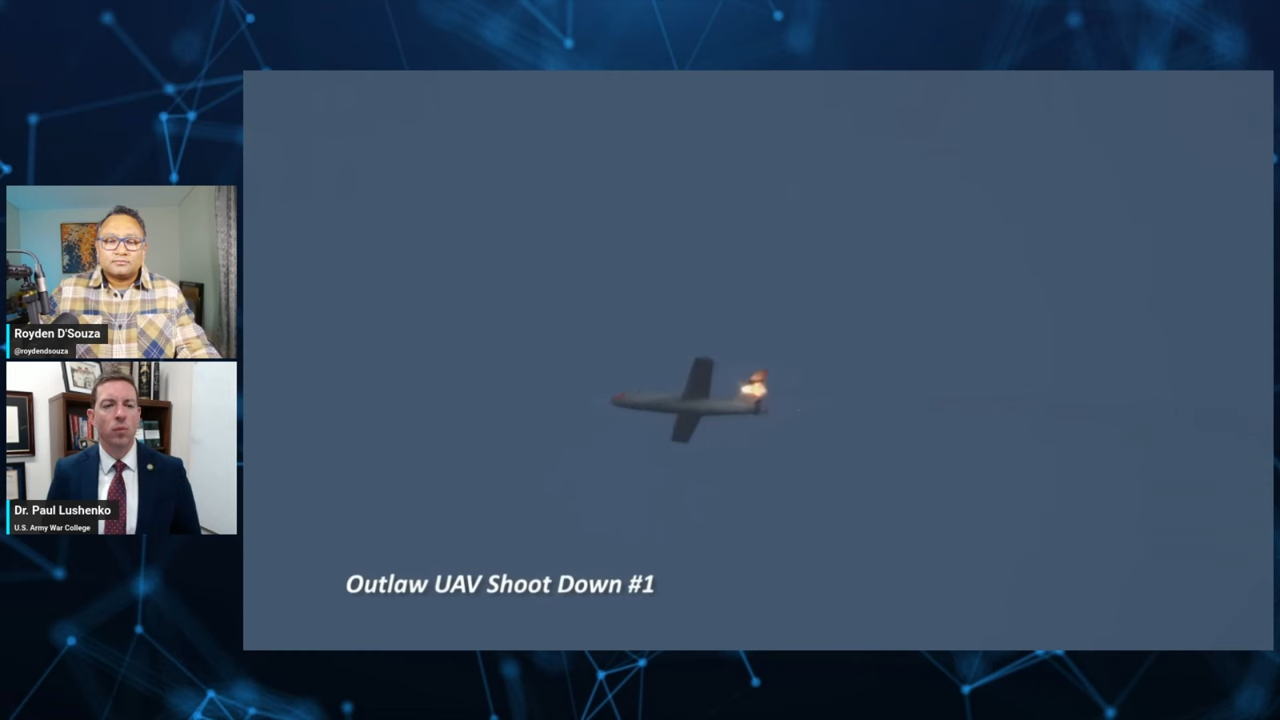 Royden D'Souza
@roydendsouza
Dr. Paul Lushenko
U.S. Army War College
Outlaw UAV Shoot Down #1